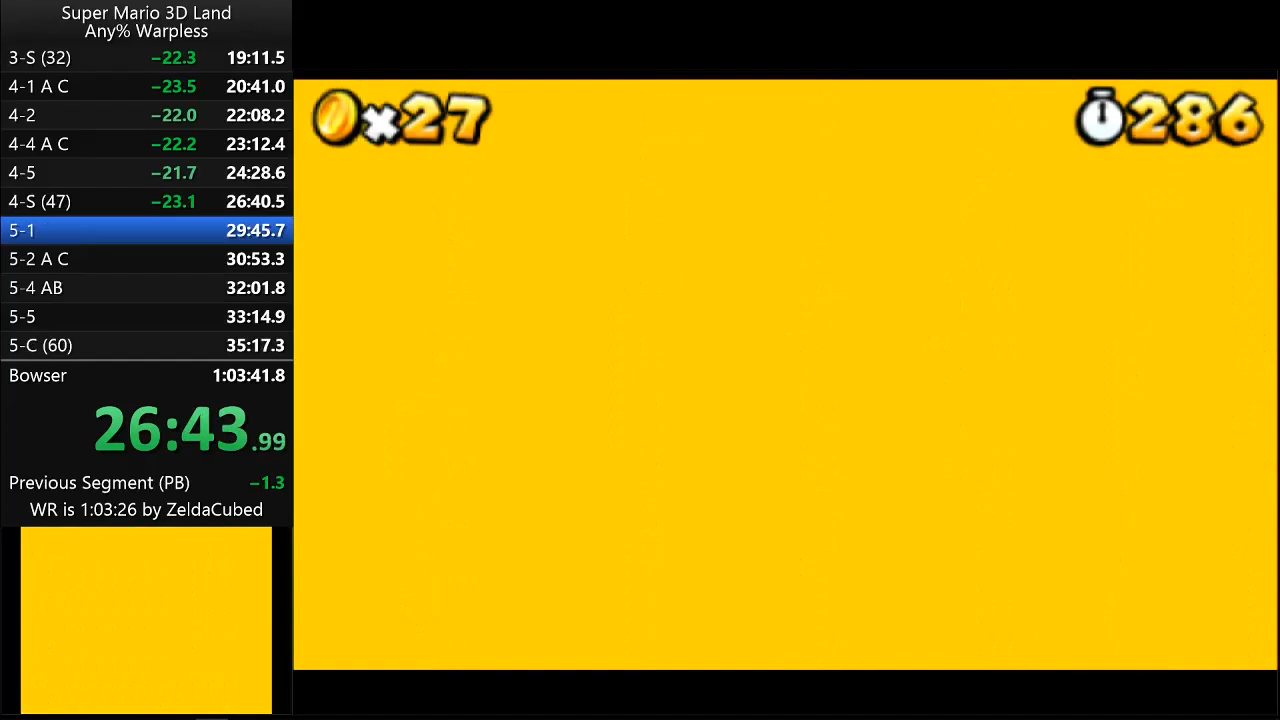 Super Mario 3D Land
Any% Warpless
3-S (32) −22.3 19:11.5
4-1 A C −23.5 20:41.0
4-2 −22.0 22:08.2
4-4 A C −22.2 23:12.4
4-5 −21.7 24:28.6
4-S (47) −23.1 26:40.5
5-1 29:45.7
5-2 A C 30:53.3
5-4 AB 32:01.8
5-5 33:14.9
5-C (60) 35:17.3
Bowser 1:03:41.8
26:43.99
Previous Segment (PB) −1.3
WR is 1:03:26 by ZeldaCubed
×27
286